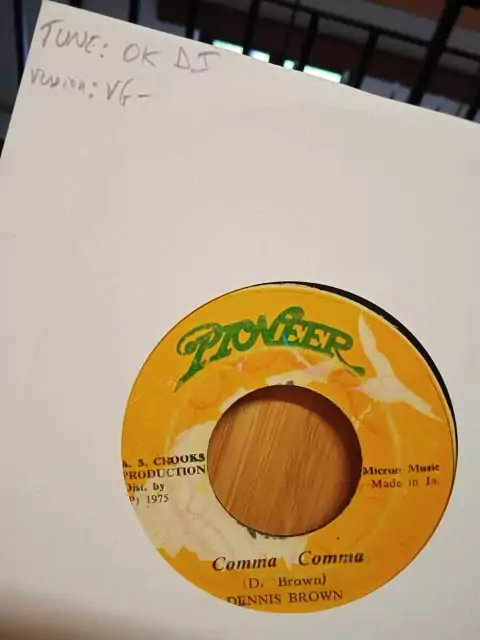 TUNE: OK DJ
Version: VG-
PIONEER
S. CROOKS
PRODUCTION
Dist. by
P) 1975
Micron Music
Made in Ja.
Comma Comma
(D. Brown)
DENNIS BROWN